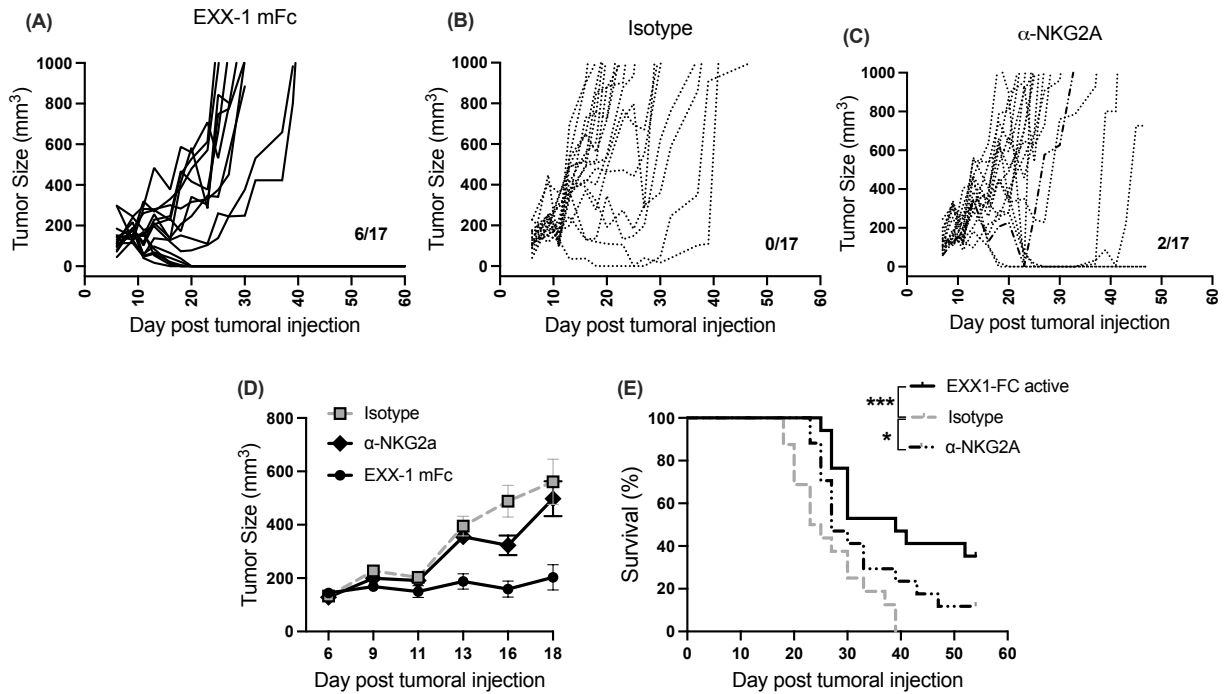 (A)
EXX-1 mFc
Tumor Size (mm³)
1000
800
600
400
200
0
6/17
0 10 20 30 40 50 60
Day post tumoral injection
(B)
Isotype
Tumor Size (mm³)
1000
800
600
400
200
0
0/17
0 10 20 30 40 50 60
Day post tumoral injection
(C)
α-NKG2A
Tumor Size (mm³)
1000
800
600
400
200
0
2/17
0 10 20 30 40 50 60
Day post tumoral injection
(D)
Isotype
α-NKG2a
EXX-1 mFc
Tumor Size (mm³)
800
600
400
200
0
6 9 11 13 16 18
Day post tumoral injection
(E)
EXX1-FC active
***
Isotype
*
α-NKG2A
Survival (%)
100
80
60
40
20
0
0 10 20 30 40 50 60
Day post tumoral injection